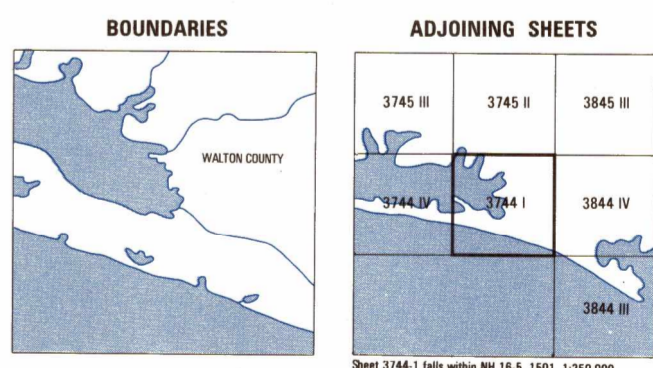 BOUNDARIES
WALTON COUNTY
ADJOINING SHEETS
3745 III 3745 II 3845 III
3744 IV 3744 I 3844 IV
3844 III
Sheet 3744-1 falls within NH 16-5, 1501, 1:250,000